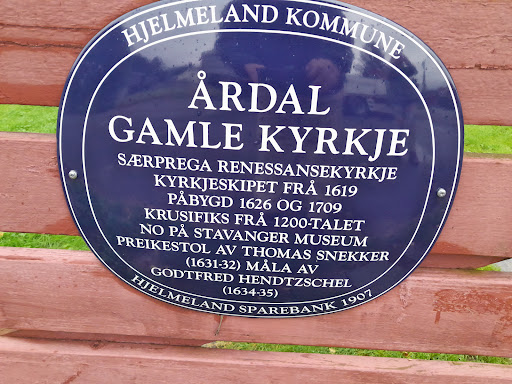 HJELMELAND KOMMUNE
ÅRDAL
GAMLE KYRKJE
SÆRPREGA RENESSANSEKYRKJE
KYRKJESKIPET FRÅ 1619
PÅBYGD 1626 OG 1709
KRUSIFIKS FRÅ 1200-TALET
NO PÅ STAVANGER MUSEUM
PREIKESTOL AV THOMAS SNEKKER
(1631-32) MÅLA AV
GODTFRED HENDTZSCHEL
(1634-35)
HJELMELAND SPAREBANK 1907